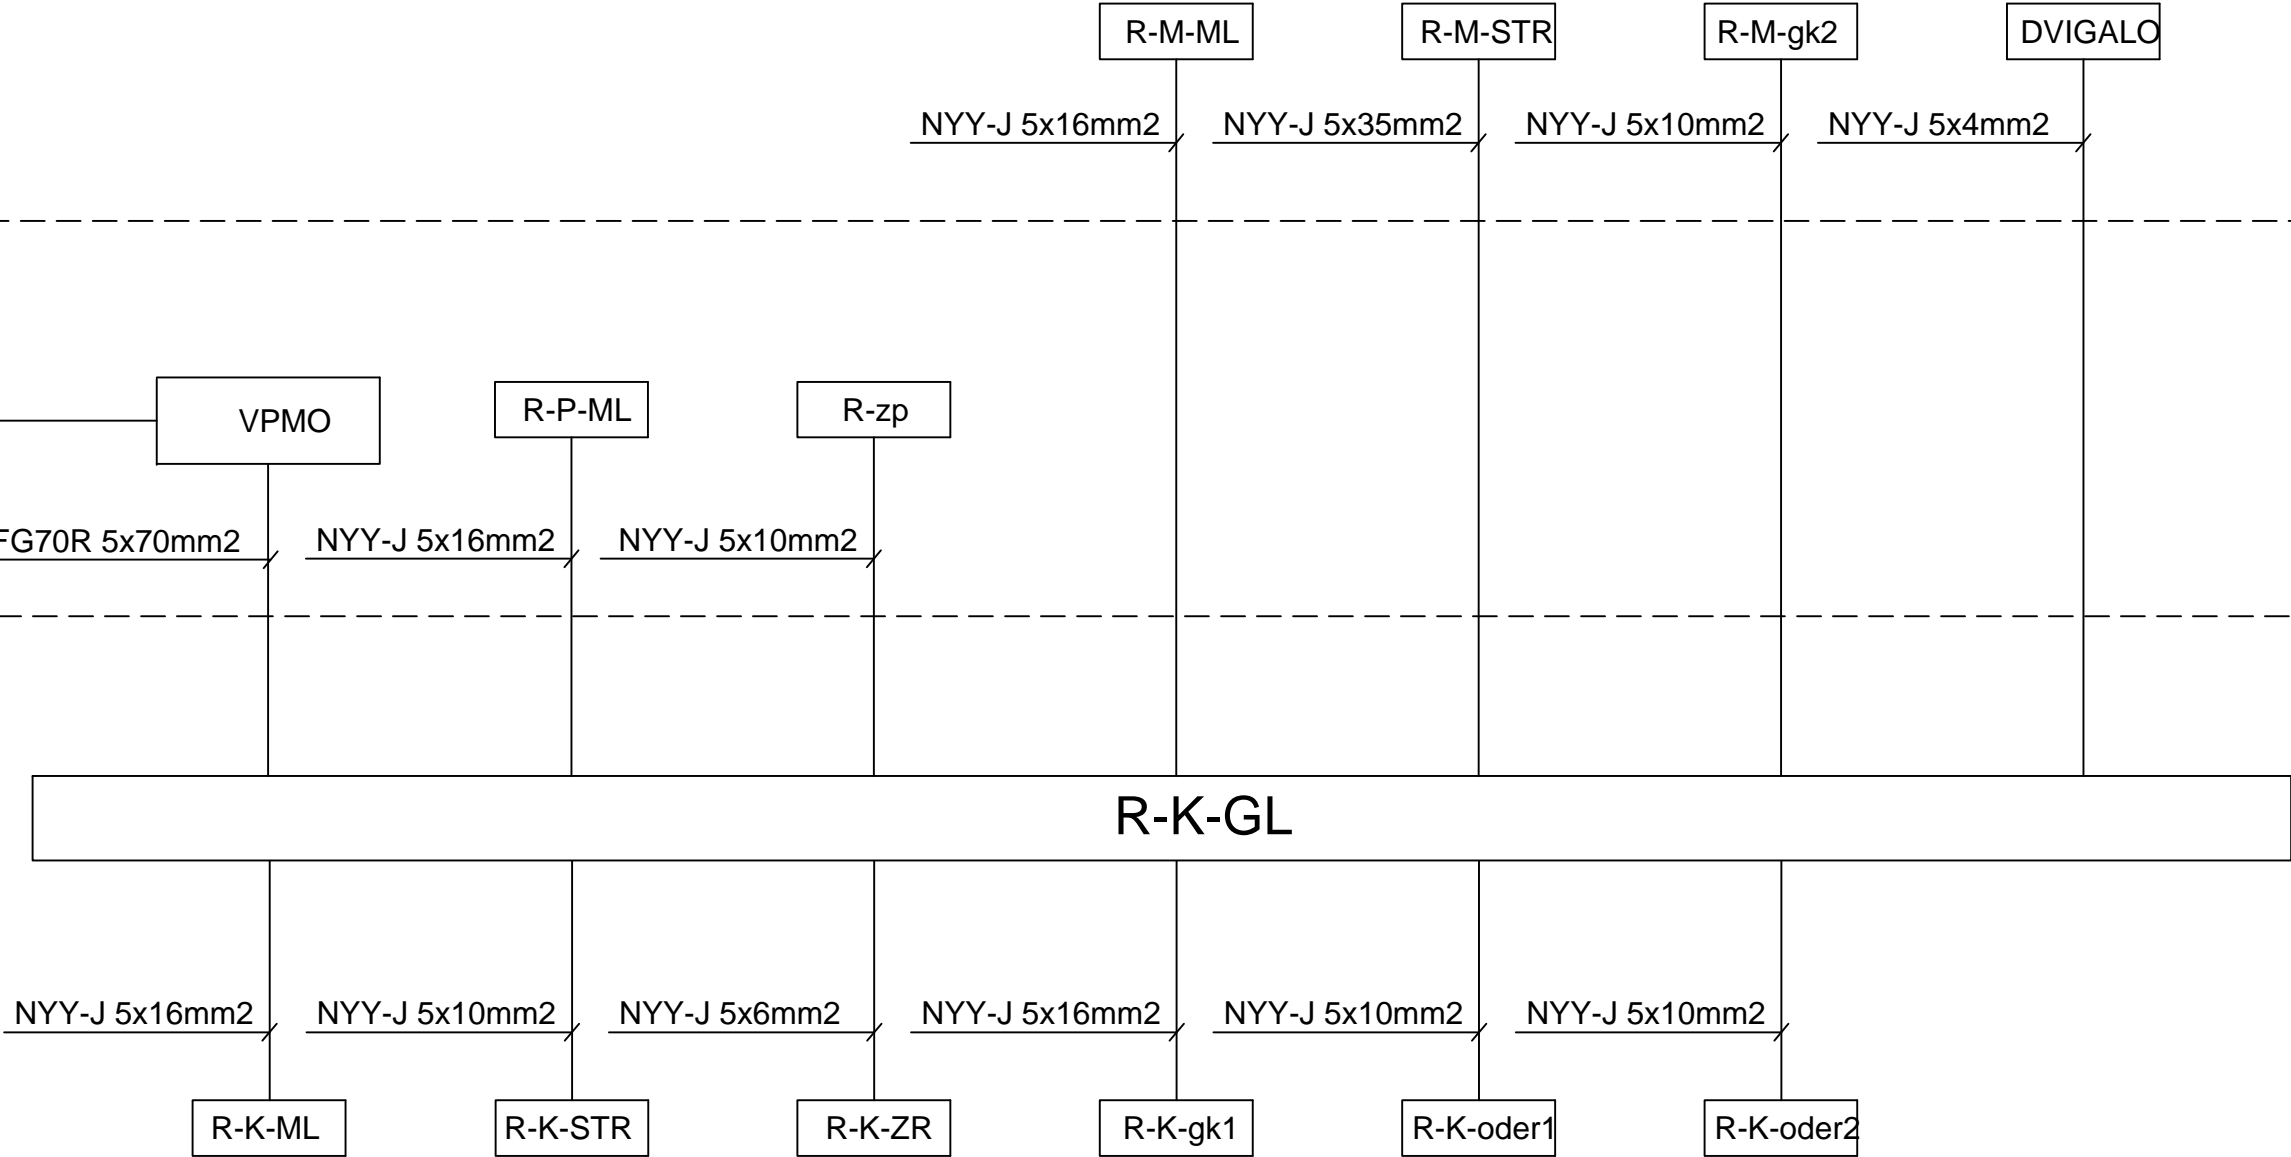 R-M-ML
R-M-STR
R-M-gk2
DVIGALO
NYY-J 5x16mm2
NYY-J 5x35mm2
NYY-J 5x10mm2
NYY-J 5x4mm2
VPMO
R-P-ML
R-zp
FG70R 5x70mm2
NYY-J 5x16mm2
NYY-J 5x10mm2
R-K-GL
NYY-J 5x16mm2
NYY-J 5x10mm2
NYY-J 5x6mm2
NYY-J 5x16mm2
NYY-J 5x10mm2
NYY-J 5x10mm2
R-K-ML
R-K-STR
R-K-ZR
R-K-gk1
R-K-oder1
R-K-oder2